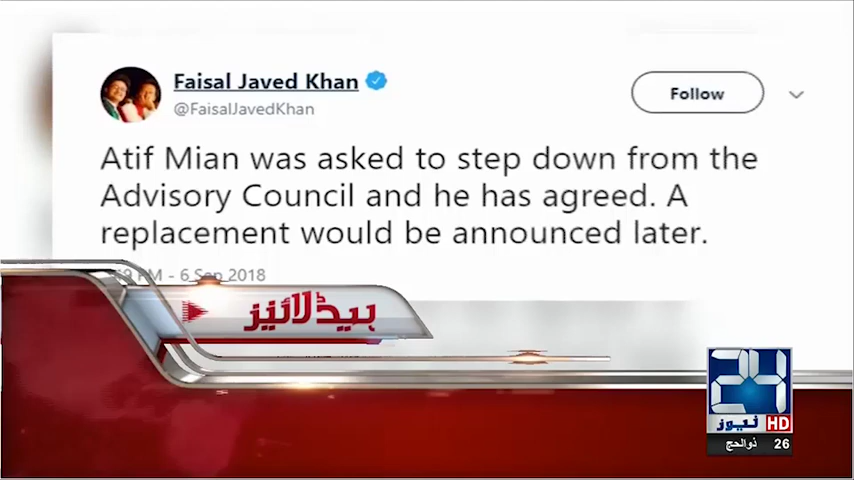 Faisal Javed Khan
@FaisalJavedKhan
Follow
Atif Mian was asked to step down from the
Advisory Council and he has agreed. A
replacement would be announced later.
PM - 6 Sep 2018
ہیڈلائنز
24
نیوز HD
26 ذوالحج